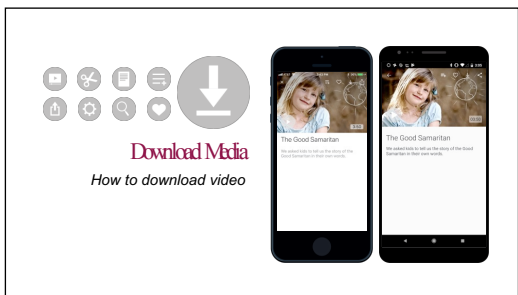 Download Media
How to download video
The Good Samaritan
We asked kids to tell us the story of the Good
Samaritan in their own words.
The Good Samaritan
We asked kids to tell us the story of the Good
Samaritan in their own words.